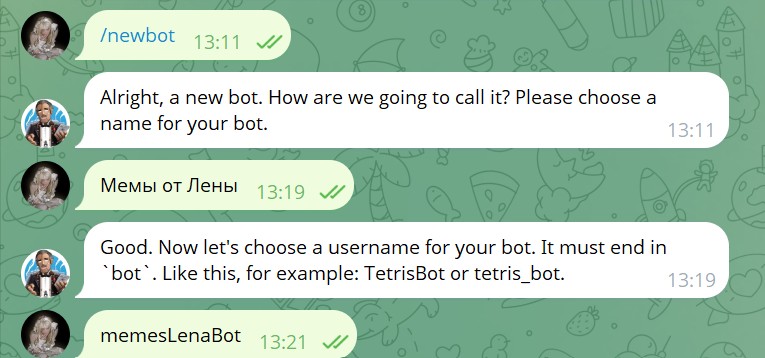 /newbot 13:11
Alright, a new bot. How are we going to call it? Please choose a
name for your bot. 13:11
Мемы от Лены 13:19
Good. Now let's choose a username for your bot. It must end in
`bot`. Like this, for example: TetrisBot or tetris_bot. 13:19
memesLenaBot 13:21